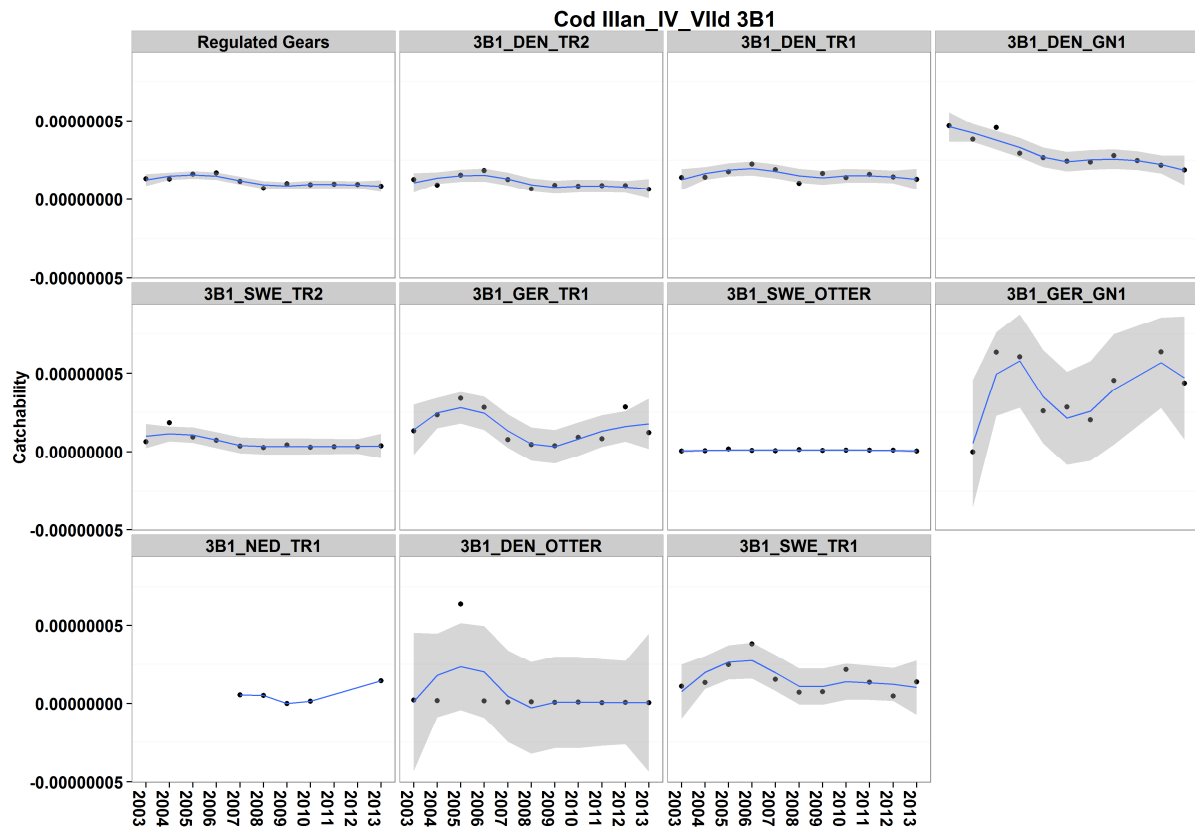 Cod IIIan_IV_VIId 3B1
Regulated Gears 3B1_DEN_TR2 3B1_DEN_TR1 3B1_DEN_GN1
0.00000005
0.00000000
-0.00000005
3B1_SWE_TR2 3B1_GER_TR1 3B1_SWE_OTTER 3B1_GER_GN1
Catchability
0.00000005
0.00000000
-0.00000005
3B1_NED_TR1 3B1_DEN_OTTER 3B1_SWE_TR1
0.00000005
0.00000000
-0.00000005
2003 2004 2005 2006 2007 2008 2009 2010 2011 2012 2013 2003 2004 2005 2006 2007 2008 2009 2010 2011 2012 2013 2003 2004 2005 2006 2007 2008 2009 2010 2011 2012 2013